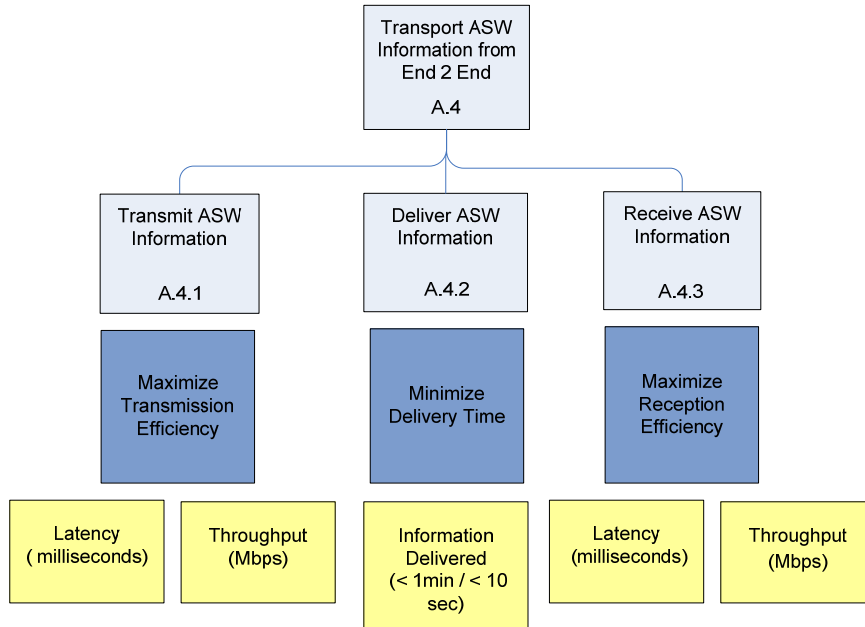 Transport ASW
Information from
End 2 End
A.4
Transmit ASW
Information
A.4.1
Deliver ASW
Information
A.4.2
Receive ASW
Information
A.4.3
Maximize
Transmission
Efficiency
Minimize
Delivery Time
Maximize
Reception
Efficiency
Latency
( milliseconds)
Throughput
(Mbps)
Information
Delivered
(< 1min / < 10
sec)
Latency
(milliseconds)
Throughput
(Mbps)